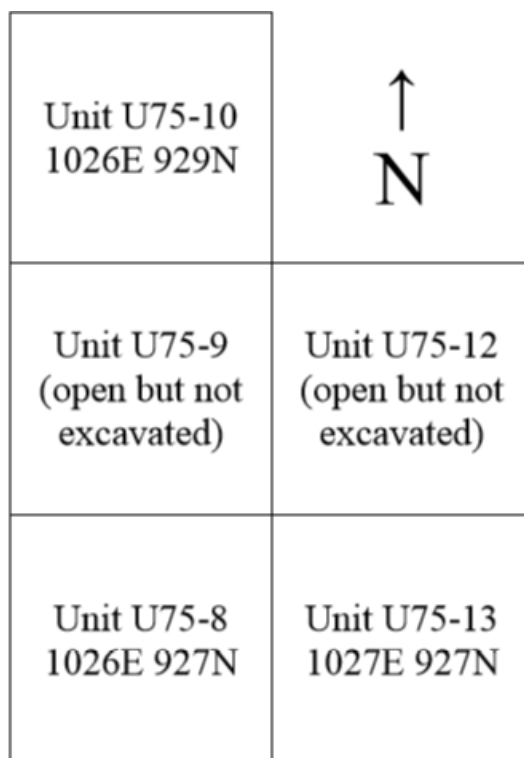 Unit U75-10
1026E 929N
↑
N
Unit U75-9
(open but not
excavated)
Unit U75-12
(open but not
excavated)
Unit U75-8
1026E 927N
Unit U75-13
1027E 927N